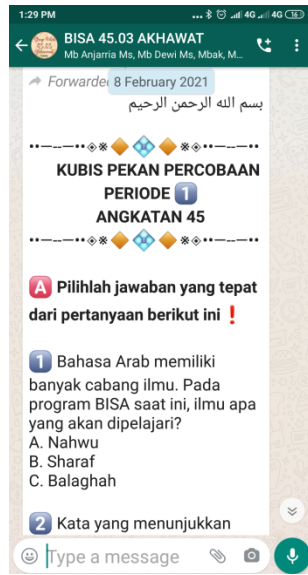 1:29 PM ... 4G 4G 16
BISA 45.03 AKHAWAT
Mb Anjarria Ms, Mb Dewi Ms, Mbak, M...
Forwarded
8 February 2021
بسم الله الرحمن الرحيم
KUBIS PEKAN PERCOBAAN
PERIODE 1
ANGKATAN 45
A Pilihlah jawaban yang tepat
dari pertanyaan berikut ini ❗
1 Bahasa Arab memiliki
banyak cabang ilmu. Pada
program BISA saat ini, ilmu apa
yang akan dipelajari?
A. Nahwu
B. Sharaf
C. Balaghah
2 Kata yang menunjukkan
Type a message